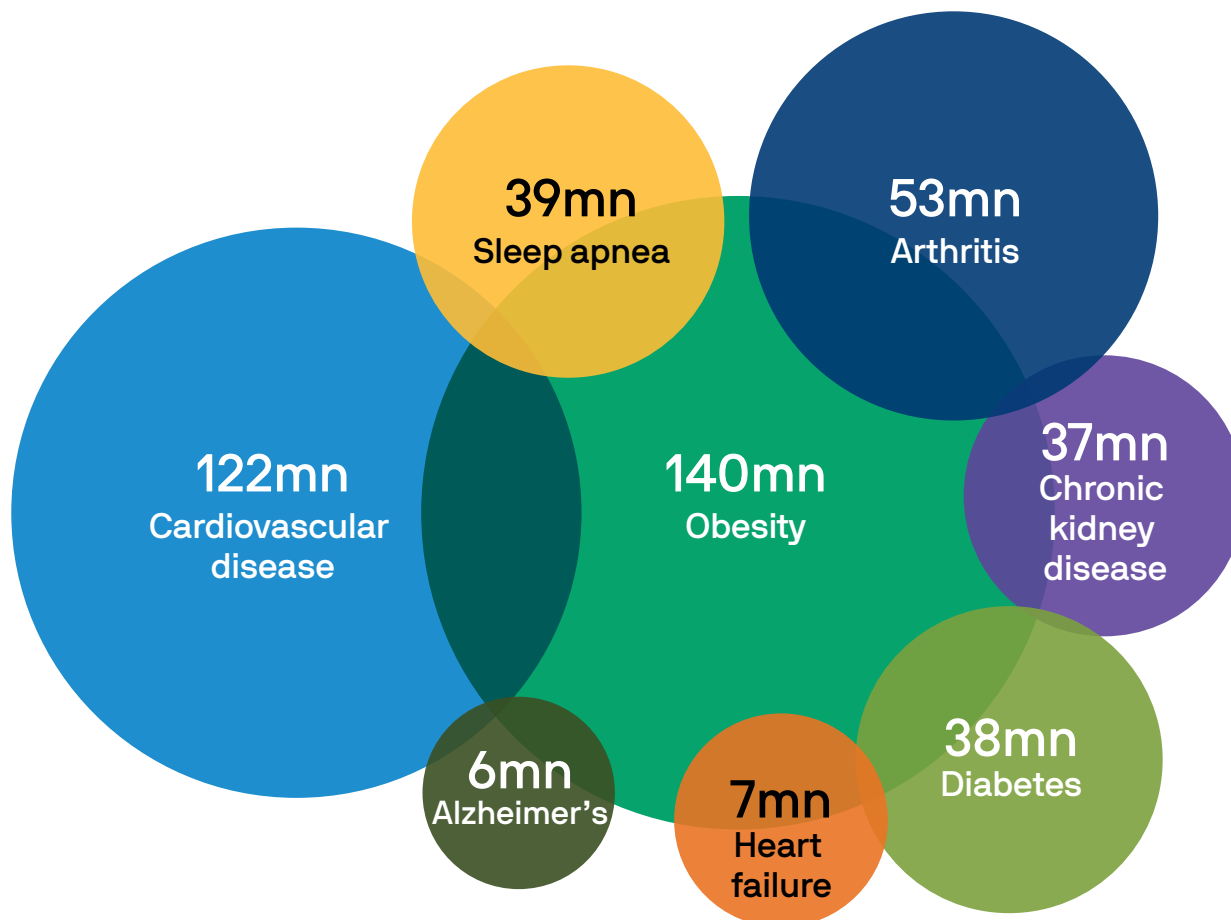 39mn
Sleep apnea
53mn
Arthritis
122mn
Cardiovascular
disease
140mn
Obesity
37mn
Chronic
kidney
disease
6mn
Alzheimer’s
7mn
Heart
failure
38mn
Diabetes